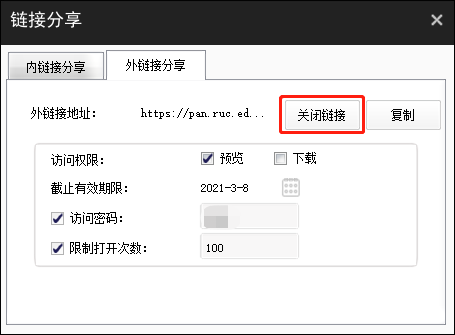 链接分享
内链接分享 外链接分享
外链接地址: https://pan.ruc.ed... 关闭链接 复制
访问权限: 预览 下载
截止有效期限: 2021-3-8
访问密码:
限制打开次数: 100